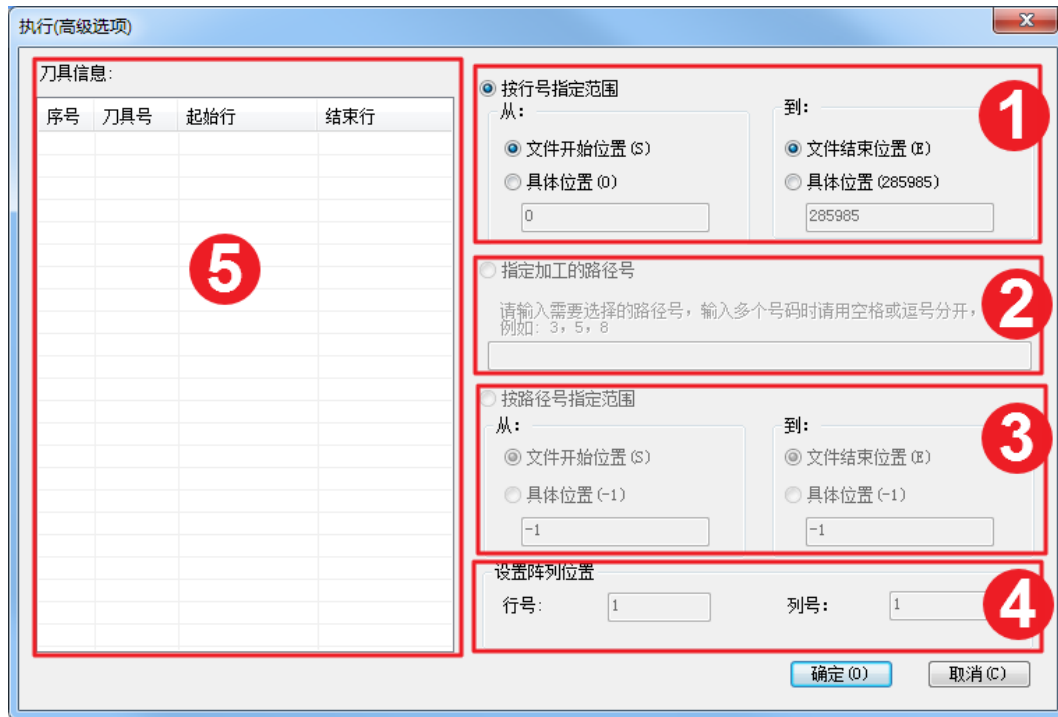 执行(高级选项)
刀具信息:
序号 刀具号 起始行 结束行
5
按行号指定范围
从:
文件开始位置(S)
具体位置(0)
0
到:
文件结束位置(E)
具体位置(285985)
285985
1
指定加工的路径号
请输入需要选择的路径号，输入多个号码时请用空格或逗号分开，
例如: 3, 5, 8
2
按路径号指定范围
从:
文件开始位置(S)
具体位置(-1)
-1
到:
文件结束位置(E)
具体位置(-1)
-1
3
设置阵列位置
行号: 1 列号: 1
4
确定(O) 取消(C)